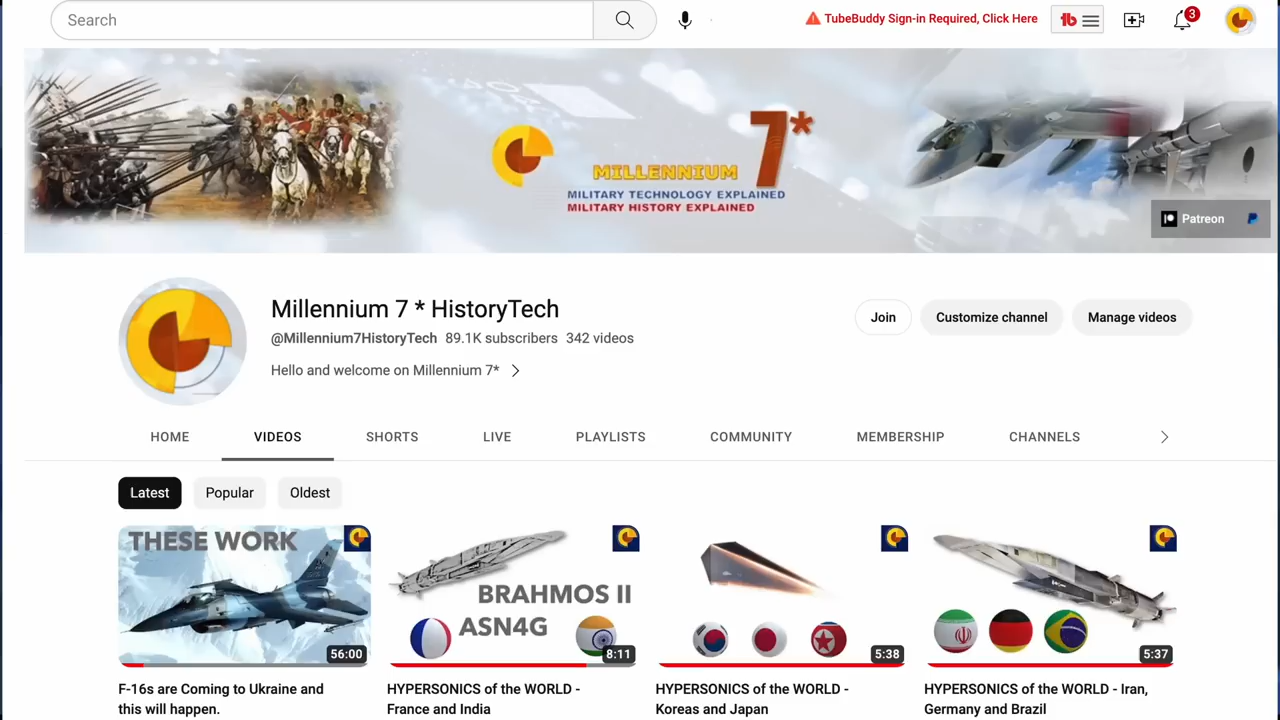 Search
TubeBuddy Sign-in Required, Click Here
3
MILLENNIUM 7*
MILITARY TECHNOLOGY EXPLAINED
MILITARY HISTORY EXPLAINED
Patreon
Millennium 7 * HistoryTech
@Millennium7HistoryTech 89.1K subscribers 342 videos
Hello and welcome on Millennium 7*
Join
Customize channel
Manage videos
HOME
VIDEOS
SHORTS
LIVE
PLAYLISTS
COMMUNITY
MEMBERSHIP
CHANNELS
Latest
Popular
Oldest
THESE WORK
56:00
BRAHMOS II
ASN4G
8:11
5:38
5:37
F-16s are Coming to Ukraine and
this will happen.
HYPERSONICS of the WORLD -
France and India
HYPERSONICS of the WORLD -
Koreas and Japan
HYPERSONICS of the WORLD - Iran,
Germany and Brazil